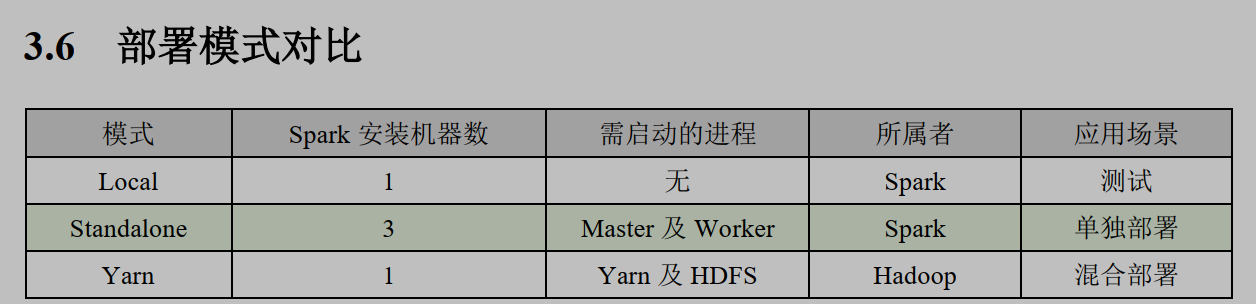 3.6 部署模式对比
模式 Spark 安装机器数 需启动的进程 所属者 应用场景
Local 1 无 Spark 测试
Standalone 3 Master 及 Worker Spark 单独部署
Yarn 1 Yarn 及 HDFS Hadoop 混合部署